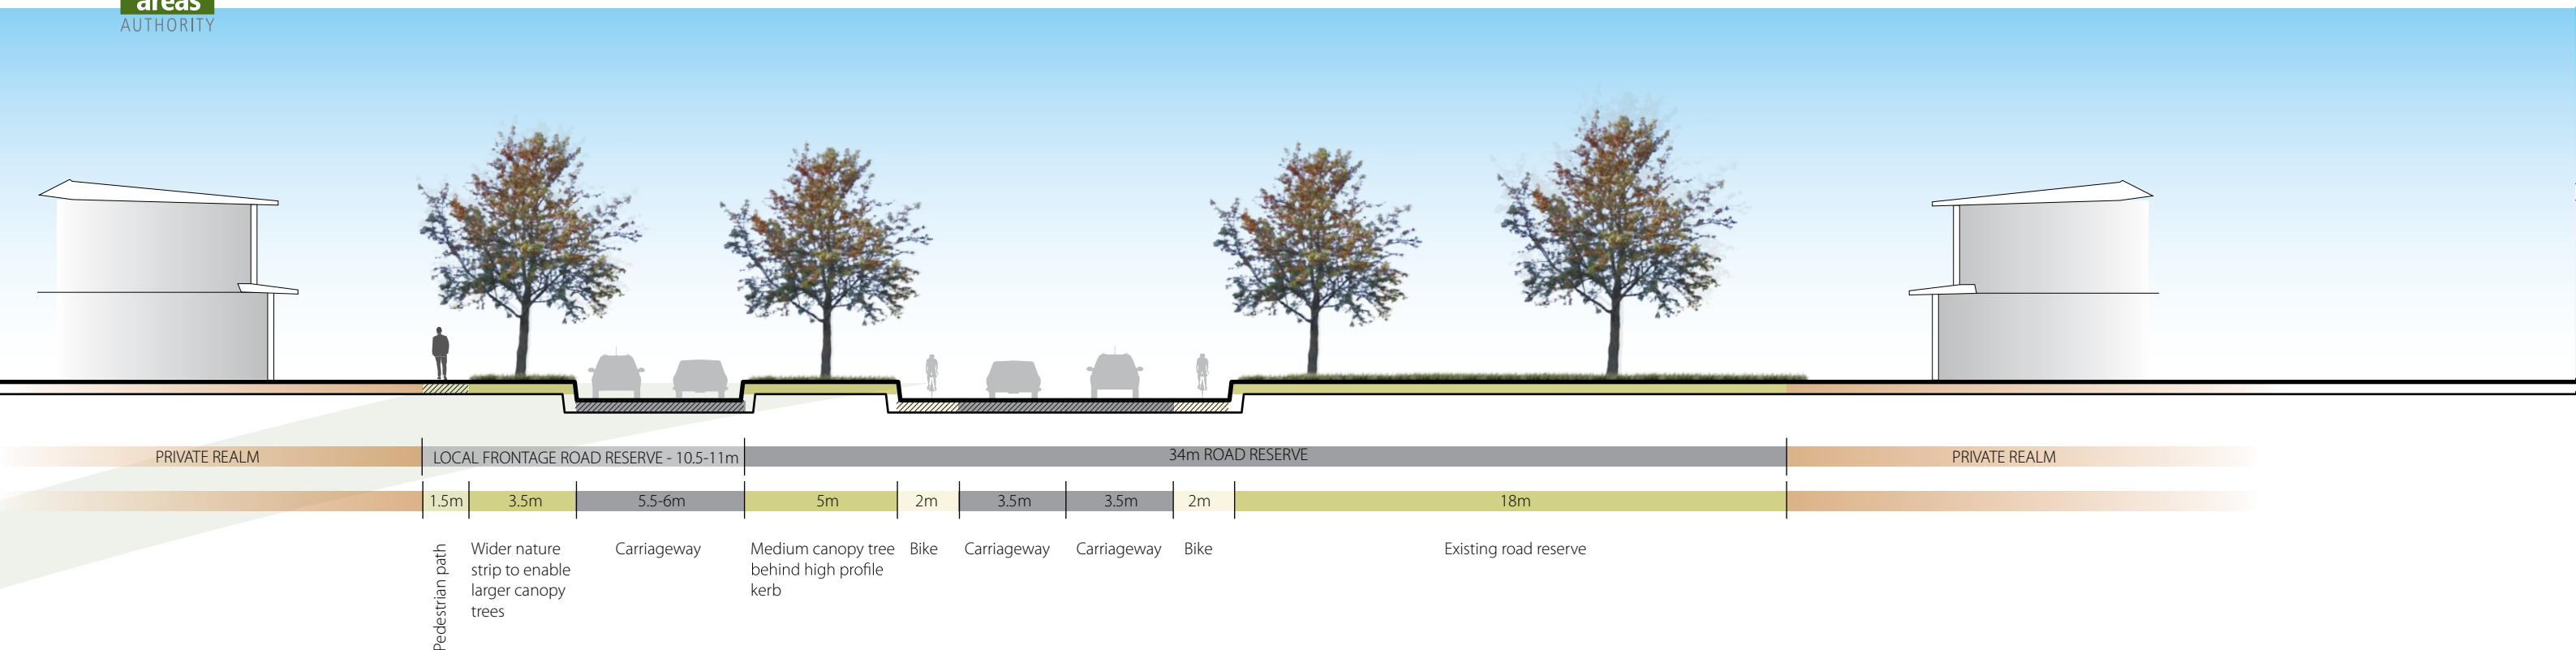 areas
AUTHORITY
PRIVATE REALM
LOCAL FRONTAGE ROAD RESERVE - 10.5-11m
34m ROAD RESERVE
PRIVATE REALM
1.5m
3.5m
5.5-6m
5m
2m
3.5m
3.5m
2m
18m
Pedestrian path
Wider nature
strip to enable
larger canopy
trees
Carriageway
Medium canopy tree
behind high profile
kerb
Bike
Carriageway
Carriageway
Bike
Existing road reserve